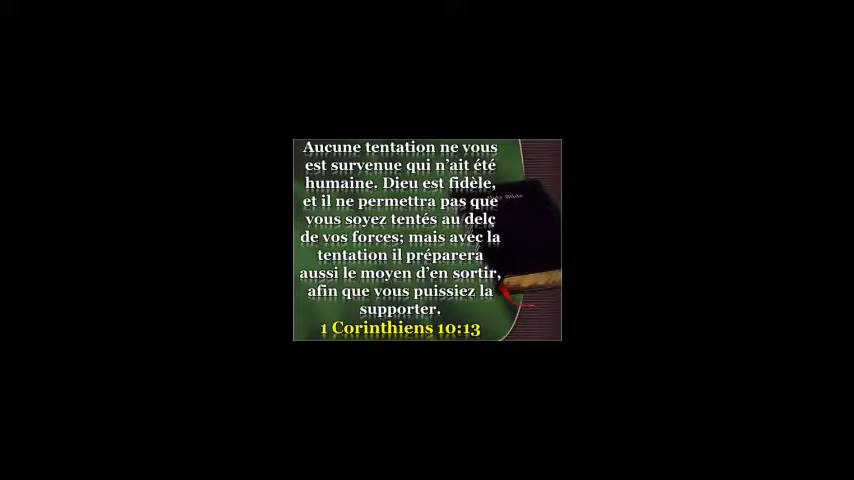 Aucune tentation ne vous
est survenue qui n’ait été
humaine. Dieu est fidèle,
et il ne permettra pas que
vous soyez tentés au delç
de vos forces; mais avec la
tentation il préparera
aussi le moyen d’en sortir,
afin que vous puissiez la
supporter.
1 Corinthiens 10:13